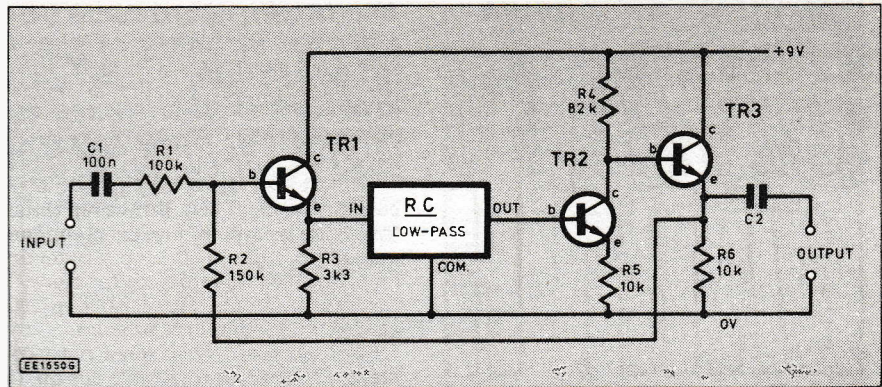 +9V
R4
82k
TR3
TR1
C1
100n
R1
100k
b
c
e
TR2
b
c
e
b
c
e
IN
RC
LOW-PASS
OUT
COM.
C2
INPUT
OUTPUT
R2
150k
R3
3k3
R5
10k
R6
10k
0V
EE1650G